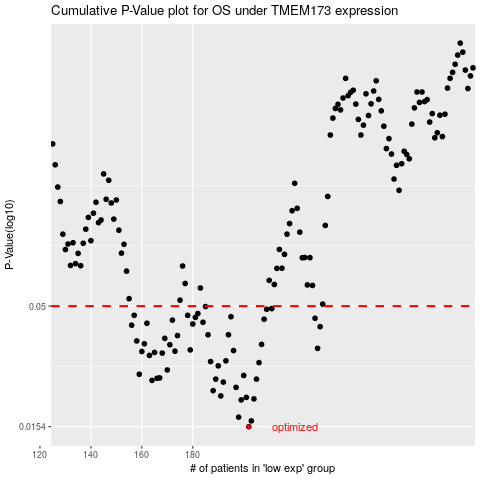 Cumulative P-Value plot for OS under TMEM173 expression
P-Value(log10)
0.05
0.0154
optimized
120 140 160 180
# of patients in 'low exp' group